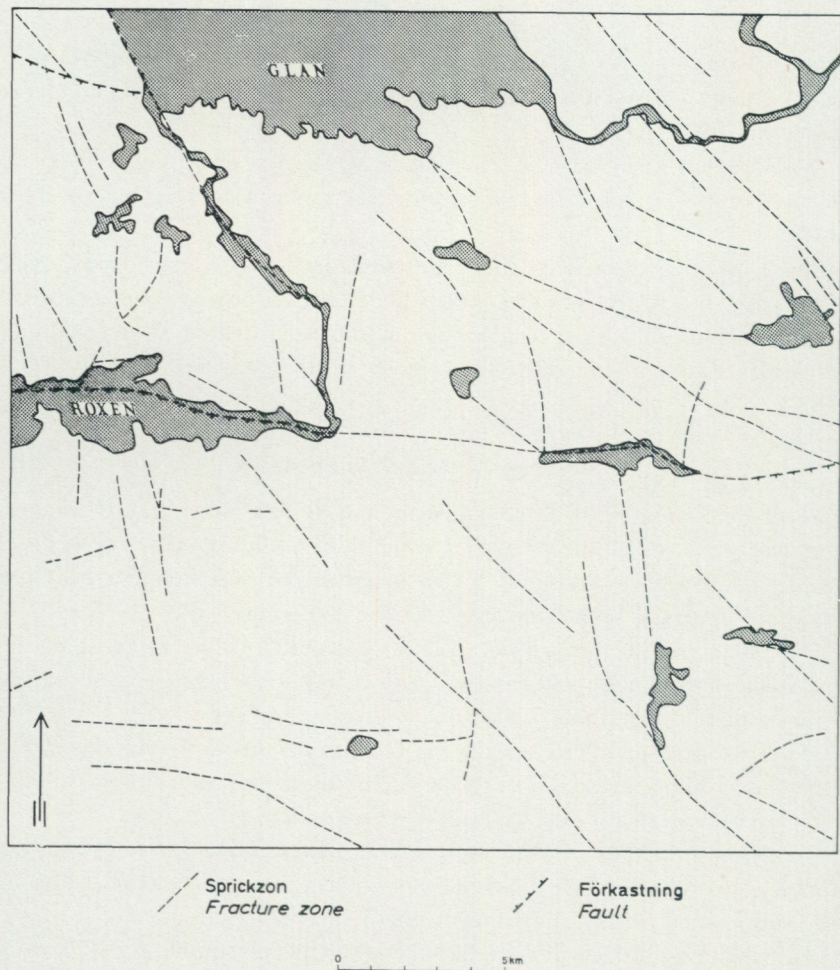 GLAN
ROXEN
Sprickzon
Fracture zone
Förkastning
Fault
0 5km